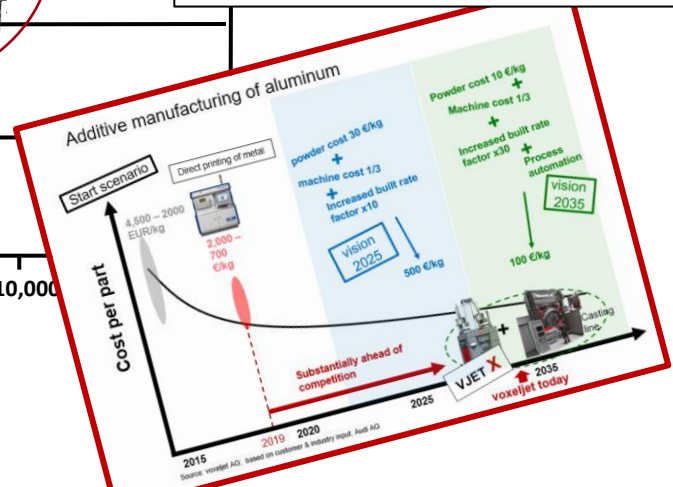 10,000
Additive manufacturing of aluminum
Start scenario
Direct printing of metal
4,500 – 2000
EUR/kg
2,000 –
700
€/kg
powder cost 30 €/kg
+
machine cost 1/3
+
Increased built rate
factor x10
vision
2025
500 €/kg
Powder cost 10 €/kg
+
Machine cost 1/3
+
Increased built rate
factor x30
+
Process
automation
vision
2035
100 €/kg
Cost per part
Substantially ahead of
competition
VJET X
+
Casting
line
voxeljet today
2015
2019
2020
2025
2035
Source: voxeljet AG; based on customer & industry input; Audi AG.